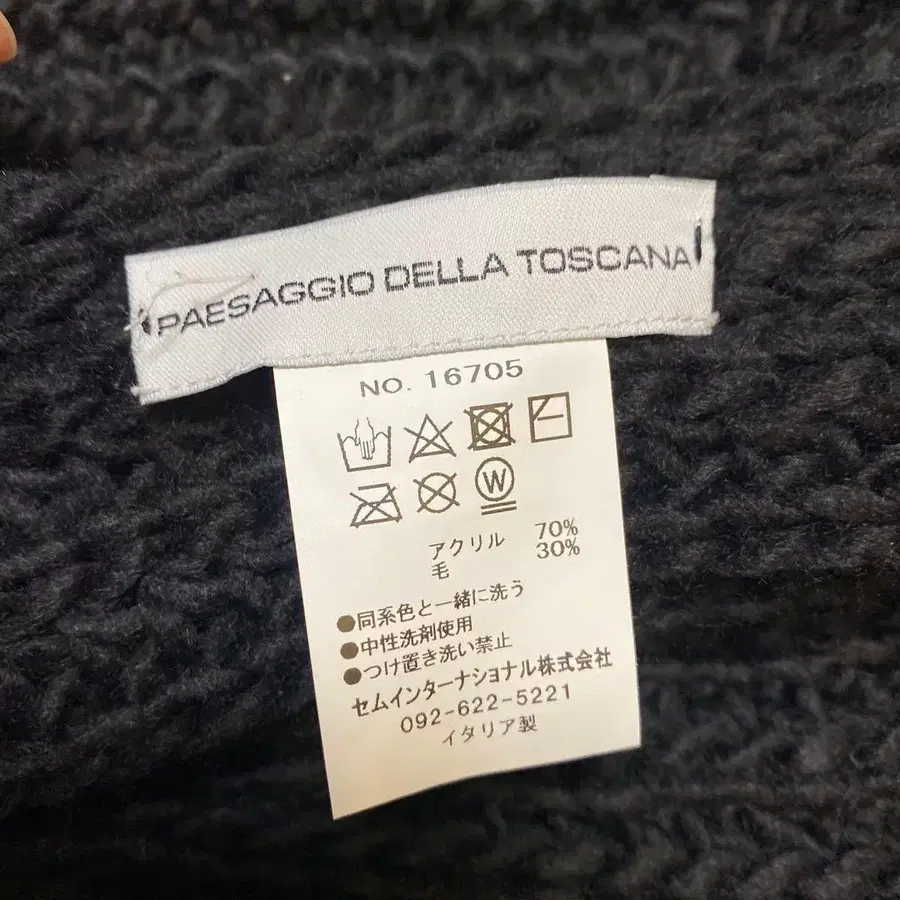 PAESAGGIO DELLA TOSCANA
NO. 16705
W
アクリル 70%
毛 30%
●同系色と一緒に洗う
●中性洗剤使用
●つけ置き洗い禁止
セムインターナショナル株式会社
092-622-5221
イタリア製